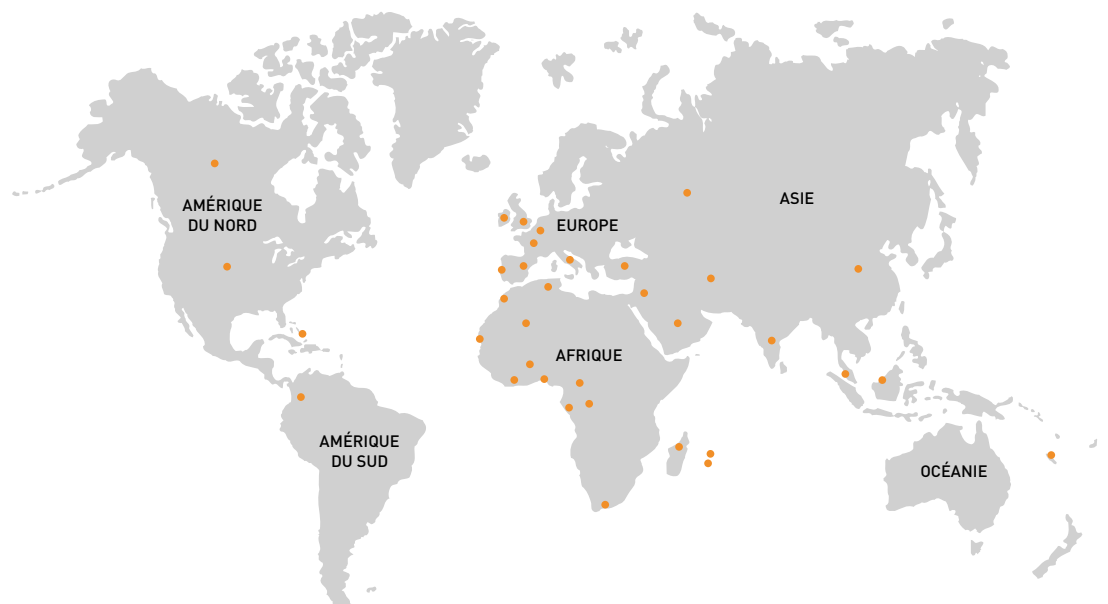 AMÉRIQUE
DU NORD
EUROPE
ASIE
AFRIQUE
AMÉRIQUE
DU SUD
OCÉANIE